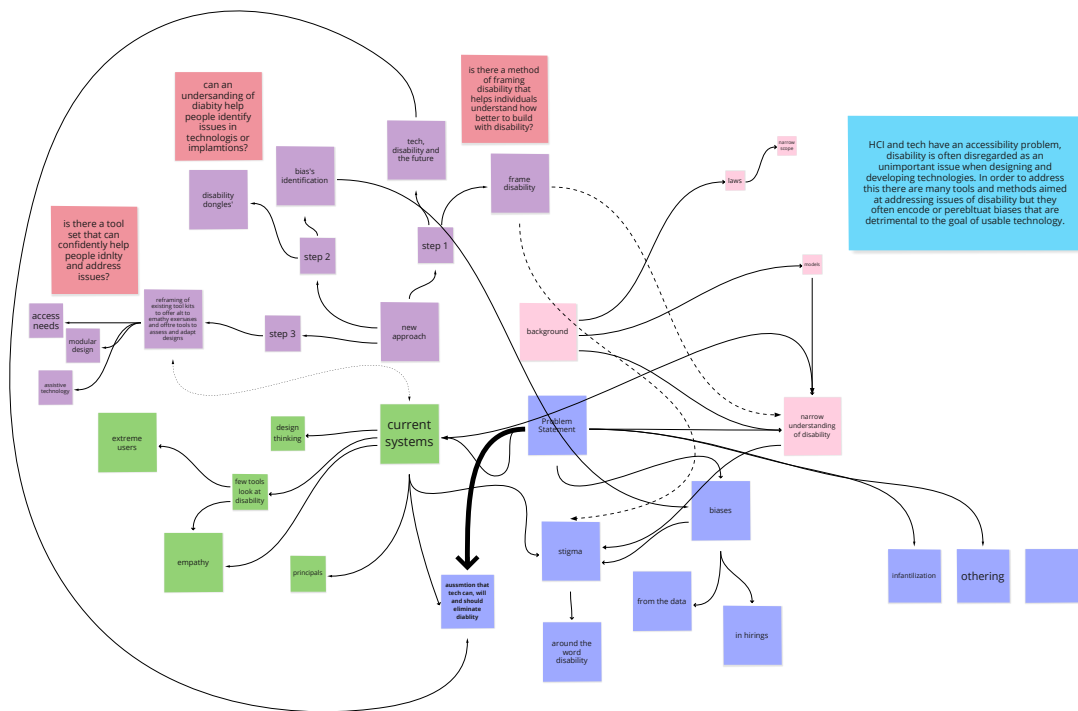 can an
undersanding of
diabity help
people identify
issues in
technologis or
implamtions?
is there a method
of framing
disability that
helps individuals
understand how
better to build
with disability?
tech,
disability and
the future
bias's
identification
frame
disability
disability
dongles'
narrow
scope
laws
HCI and tech have an accessibility problem,
disability is often disregarded as an
unimportant issue when designing and
developing technologies. In order to address
this there are many tools and methods aimed
at addressing issues of disability but they
often encode or perebltuat biases that are
detrimental to the goal of usable technology.
is there a tool
set that can
confidently help
people idnlty
and address
issues?
step 1
step 2
models
reframing of
existing tool kits
to offer alt to
emathy exersases
and offtra tools to
assess and adapt
designs
access
needs
modular
design
assistive
technology
step 3
new
approach
background
current
systems
design
thinking
extreme
users
few tools
look at
disability
empathy
principals
Problem
Statement
narrow
understanding
of disability
biases
stigma
aussmtion that
tech can, will
and should
eliminate
diablity
from the data
in hirings
around the
word
disability
infantilization
othering